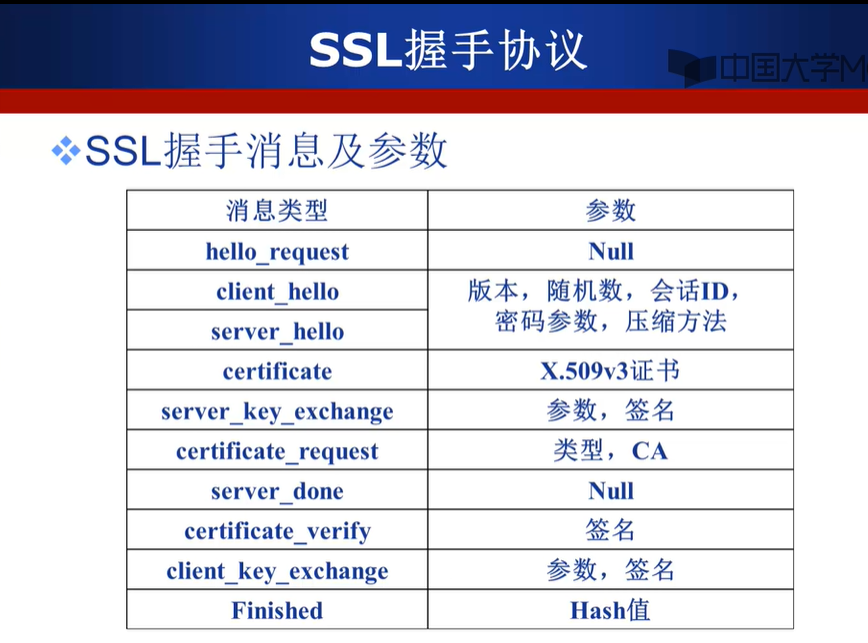 SSL握手协议
中国大学M
SSL握手消息及参数
消息类型 参数
hello_request Null
client_hello 版本，随机数，会话ID，
server_hello 密码参数，压缩方法
certificate X.509v3证书
server_key_exchange 参数，签名
certificate_request 类型，CA
server_done Null
certificate_verify 签名
client_key_exchange 参数，签名
Finished Hash值